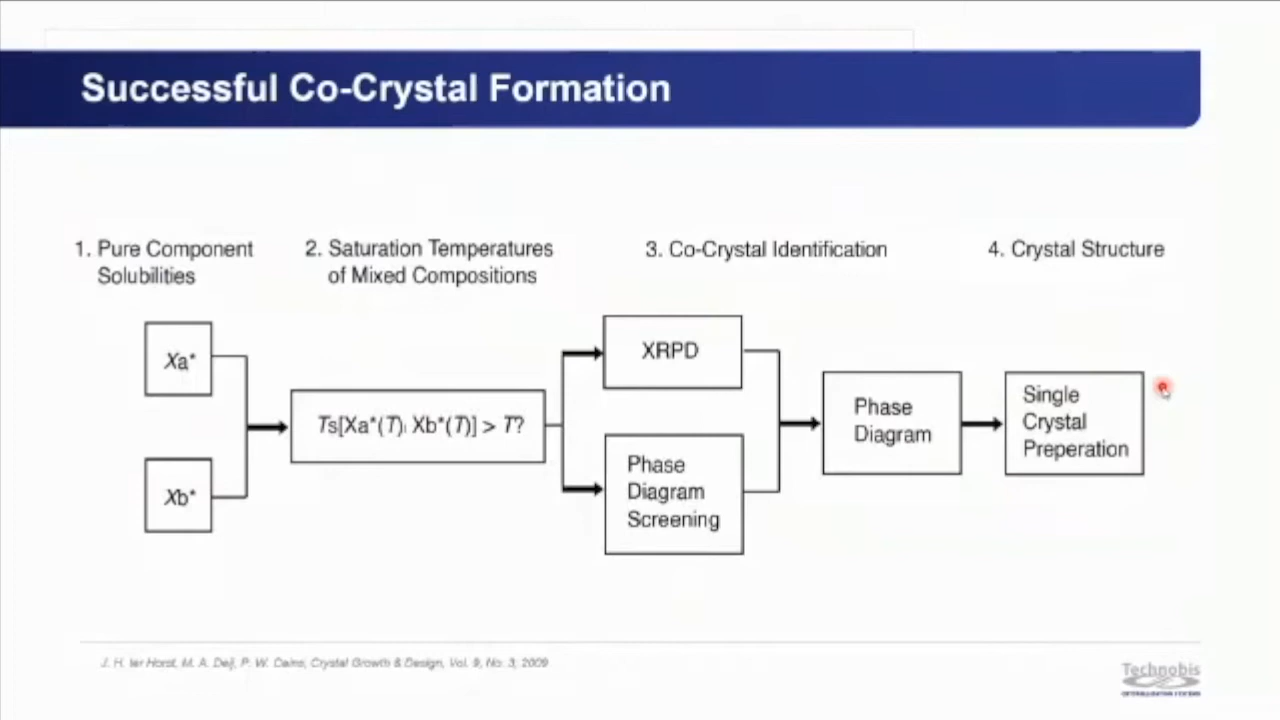 Successful Co-Crystal Formation
1. Pure Component
Solubilities
2. Saturation Temperatures
of Mixed Compositions
3. Co-Crystal Identification
4. Crystal Structure
Xa*
Xb*
Ts[Xa*(T), Xb*(T)] > T?
XRPD
Phase
Diagram
Screening
Phase
Diagram
Single
Crystal
Preperation
J. H. ter Horst, M. A. Deij, P. W. Cains, Crystal Growth & Design, Vol. 9, No. 3, 2009
Technobis
CRYSTALLIZATION SYSTEMS